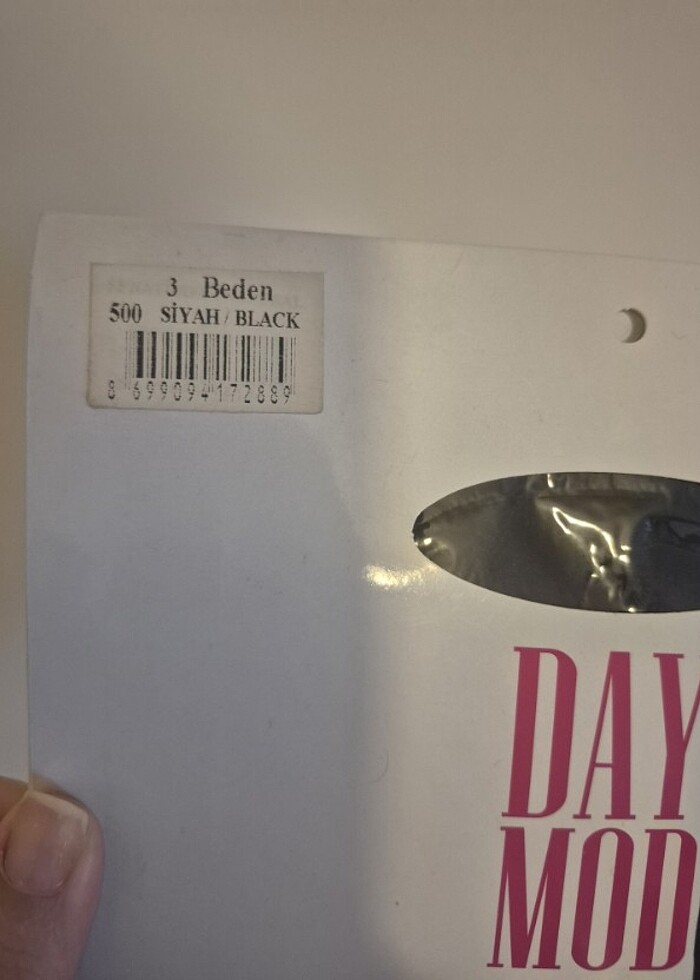 3 Beden
500 SİYAH / BLACK
8 699094 172889
DAY
MOD